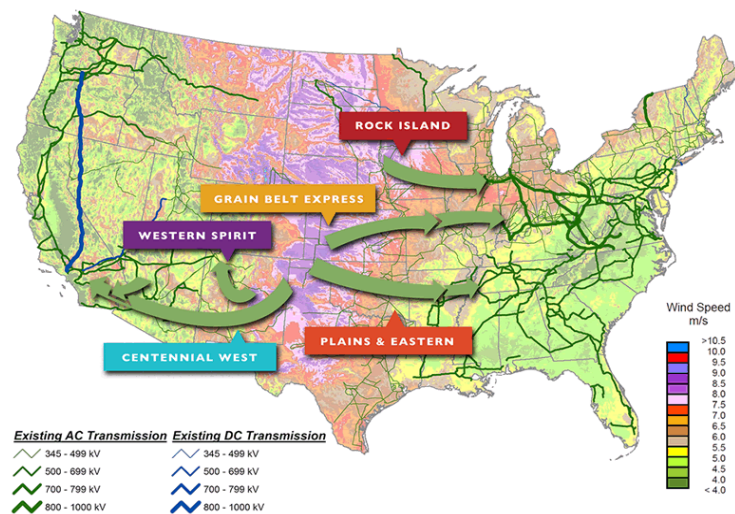 ROCK ISLAND
GRAIN BELT EXPRESS
WESTERN SPIRIT
PLAINS & EASTERN
CENTENNIAL WEST
Wind Speed
m/s
>10.5
10.0
9.5
9.0
8.5
8.0
7.5
7.0
6.5
6.0
5.5
5.0
4.5
4.0
< 4.0
Existing AC Transmission
345 - 499 kV
500 - 699 kV
700 - 799 kV
800 - 1000 kV
Existing DC Transmission
345 - 499 kV
500 - 699 kV
700 - 799 kV
800 - 1000 kV